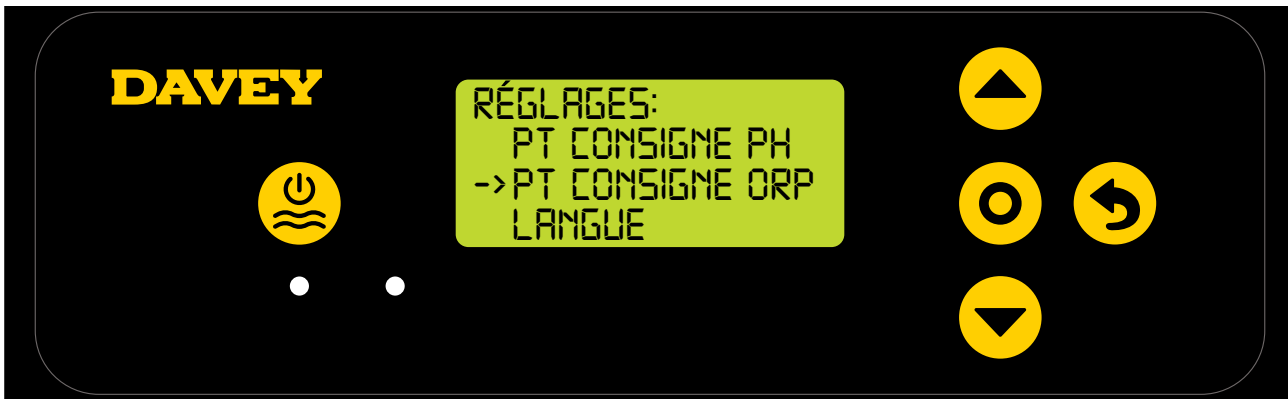 DAVEY
RÉGLAGES:
PT CONSIGNE PH
->PT CONSIGNE ORP
LANGUE